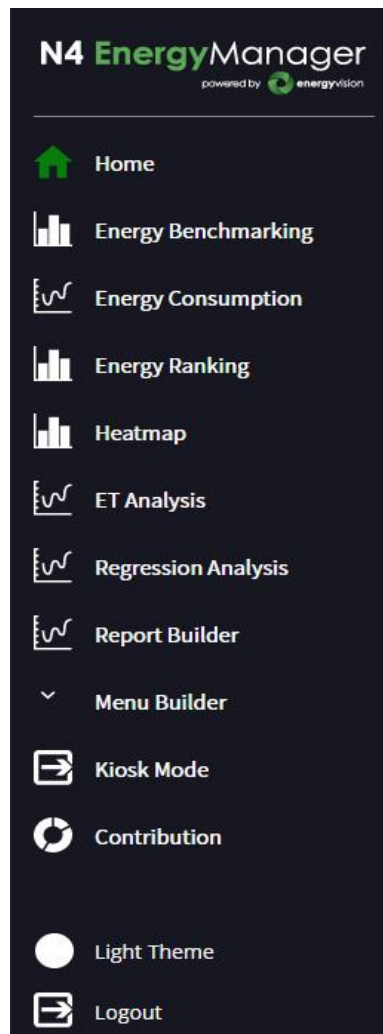 N4 EnergyManager
powered by energyvision
Home
Energy Benchmarking
Energy Consumption
Energy Ranking
Heatmap
ET Analysis
Regression Analysis
Report Builder
Menu Builder
Kiosk Mode
Contribution
Light Theme
Logout